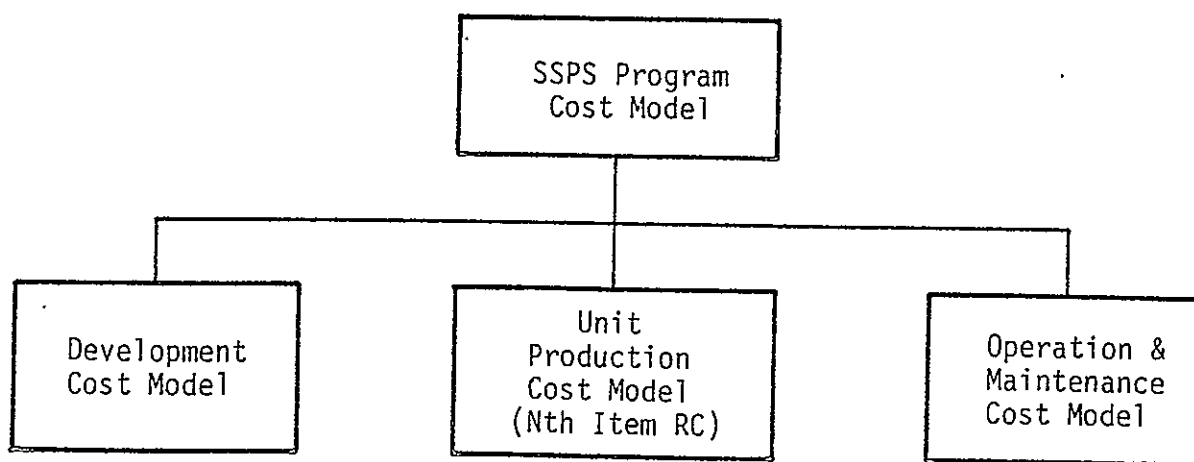 SSPS Program
Cost Model
Development
Cost Model
Unit
Production
Cost Model
(Nth Item RC)
Operation &
Maintenance
Cost Model